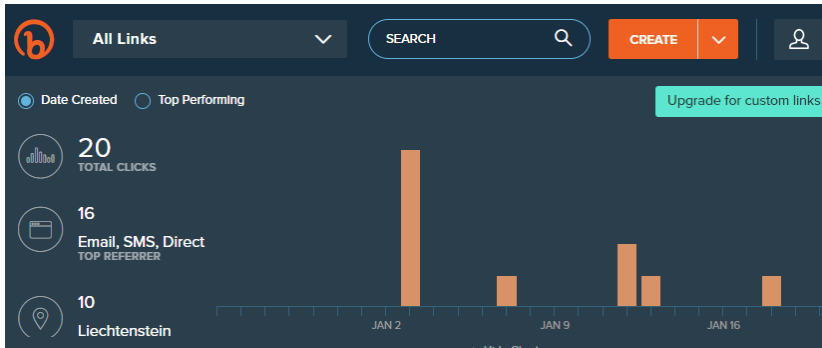 All Links
SEARCH
CREATE
Date Created
Top Performing
Upgrade for custom links
20
TOTAL CLICKS
16
Email, SMS, Direct
TOP REFERRER
10
Liechtenstein
JAN 2 JAN 9 JAN 16